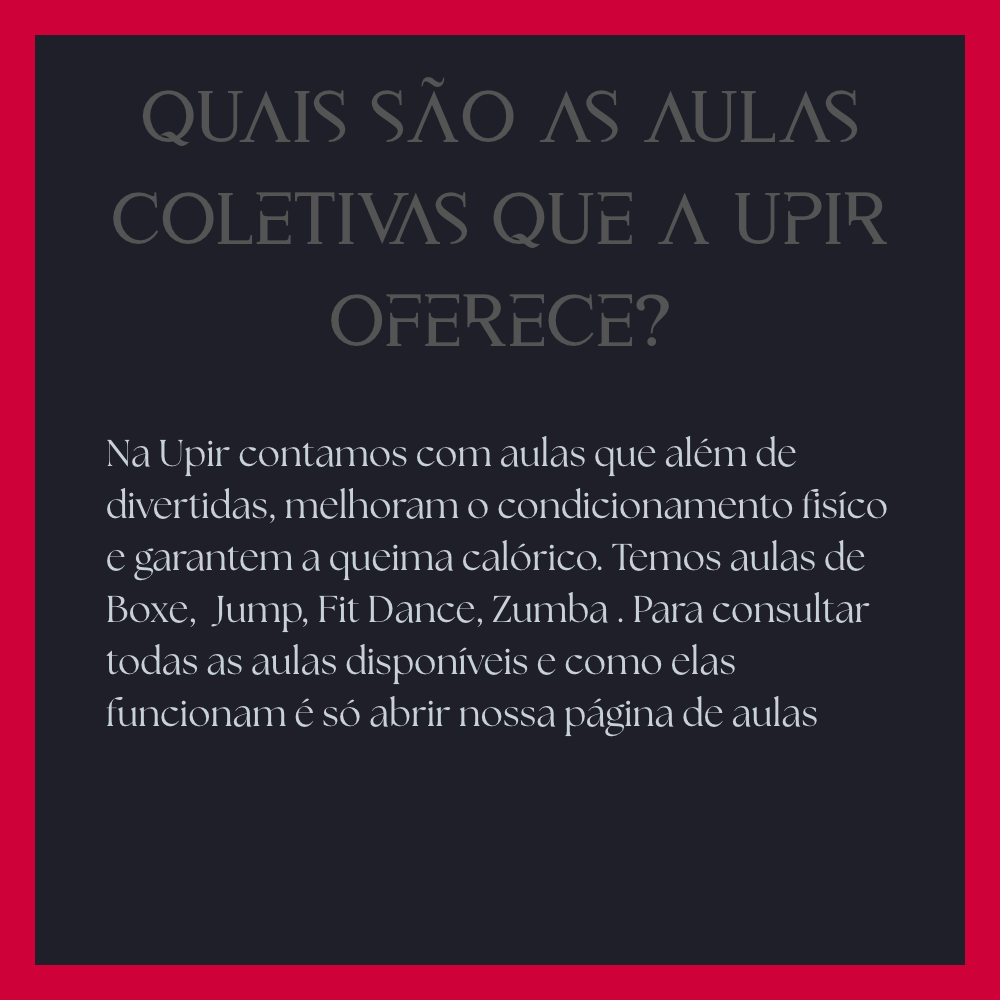 QUAIS SÃO AS AULAS
COLETIVAS QUE A UPIR
OFERECE?
Na Upir contamos com aulas que além de
divertidas, melhoram o condicionamento fisíco
e garantem a queima calórico. Temos aulas de
Boxe,  Jump, Fit Dance, Zumba . Para consultar
todas as aulas disponíveis e como elas
funcionam é só abrir nossa página de aulas